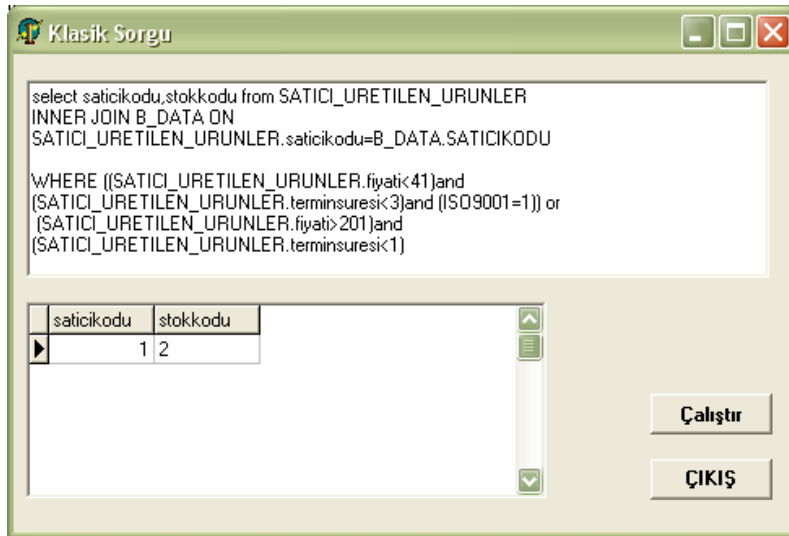 Klasik Sorgu
select saticikodu,stokkodu from SATICI_URETILEN_URUNLER
INNER JOIN B_DATA ON
SATICI_URETILEN_URUNLER.saticikodu=B_DATA.SATICIKODU
WHERE ((SATICI_URETILEN_URUNLER.fiyati<41)and
(SATICI_URETILEN_URUNLER.terminsuresi<3)and (ISO9001=1)) or
(SATICI_URETILEN_URUNLER.fiyati>201)and
(SATICI_URETILEN_URUNLER.terminsuresi<1)
saticikodu stokkodu
1 2
Çalıştır
ÇIKIŞ